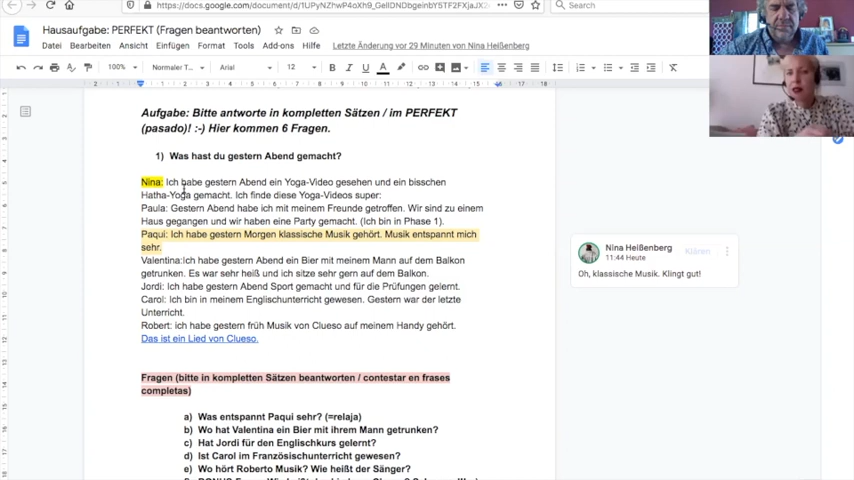 https://docs.google.com/document/d/1UPyNZhwP4oXh9_GelIDNDbgeinbY5TF2FXjaJX2
Search
Hausaufgabe: PERFEKT (Fragen beantworten)
Datei Bearbeiten Ansicht Einfügen Format Tools Add-ons Hilfe Letzte Änderung vor 29 Minuten von Nina Heißenberg
100% Normaler T... Arial 12
Aufgabe: Bitte antworte in kompletten Sätzen / im PERFEKT
(pasado)! :-) Hier kommen 6 Fragen.
1) Was hast du gestern Abend gemacht?
Nina: Ich habe gestern Abend ein Yoga-Video gesehen und ein bisschen
Hatha-Yoga gemacht. Ich finde diese Yoga-Videos super:
Paula: Gestern Abend habe ich mit meinem Freunde getroffen. Wir sind zu einem
Haus gegangen und wir haben eine Party gemacht. (Ich bin in Phase 1).
Paqui: Ich habe gestern Morgen klassische Musik gehört. Musik entspannt mich
sehr.
Valentina:Ich habe gestern Abend ein Bier mit meinem Mann auf dem Balkon
getrunken. Es war sehr heiß und ich sitze sehr gern auf dem Balkon.
Jordi: Ich habe gestern Abend Sport gemacht und für die Prüfungen gelernt.
Carol: Ich bin in meinem Englischunterricht gewesen. Gestern war der letzte
Unterricht.
Robert: ich habe gestern früh Musik von Clueso auf meinem Handy gehört.
Das ist ein Lied von Clueso.
Nina Heißenberg
11:44 Heute
Klären
Oh, klassische Musik. Klingt gut!
Fragen (bitte in kompletten Sätzen beantworten / contestar en frases
completas)
a) Was entspannt Paqui sehr? (=relaja)
b) Wo hat Valentina ein Bier mit ihrem Mann getrunken?
c) Hat Jordi für den Englischkurs gelernt?
d) Ist Carol im Französischunterricht gewesen?
e) Wo hört Roberto Musik? Wie heißt der Sänger?